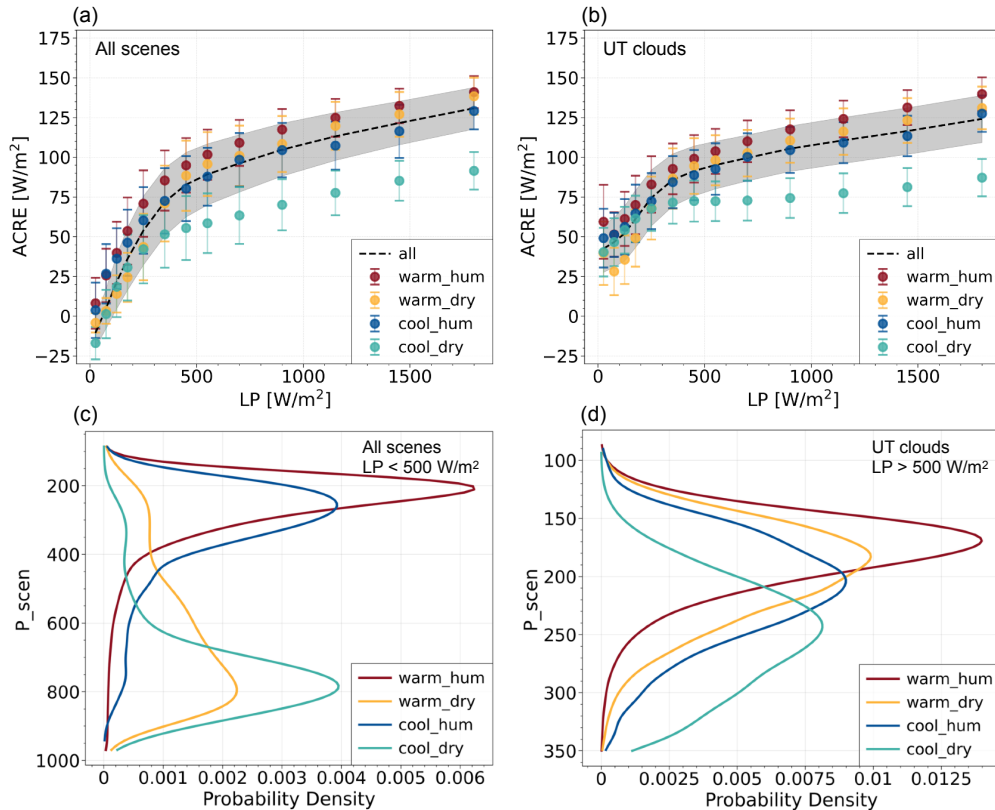 (a)
(b)
All scenes
UT clouds
ACRE [W/m²]
175
150
125
100
75
50
25
0
−25
all
warm_hum
warm_dry
cool_hum
cool_dry
0
500
1000
1500
LP [W/m²]
ACRE [W/m²]
175
150
125
100
75
50
25
0
−25
all
warm_hum
warm_dry
cool_hum
cool_dry
0
500
1000
1500
LP [W/m²]
(c)
(d)
All scenes
LP < 500 W/m²
P_scen
200
400
600
800
1000
warm_hum
warm_dry
cool_hum
cool_dry
0
0.001
0.002
0.003
0.004
0.005
0.006
Probability Density
UT clouds
LP > 500 W/m²
P_scen
100
150
200
250
300
350
warm_hum
warm_dry
cool_hum
cool_dry
0
0.0025
0.005
0.0075
0.01
0.0125
Probability Density